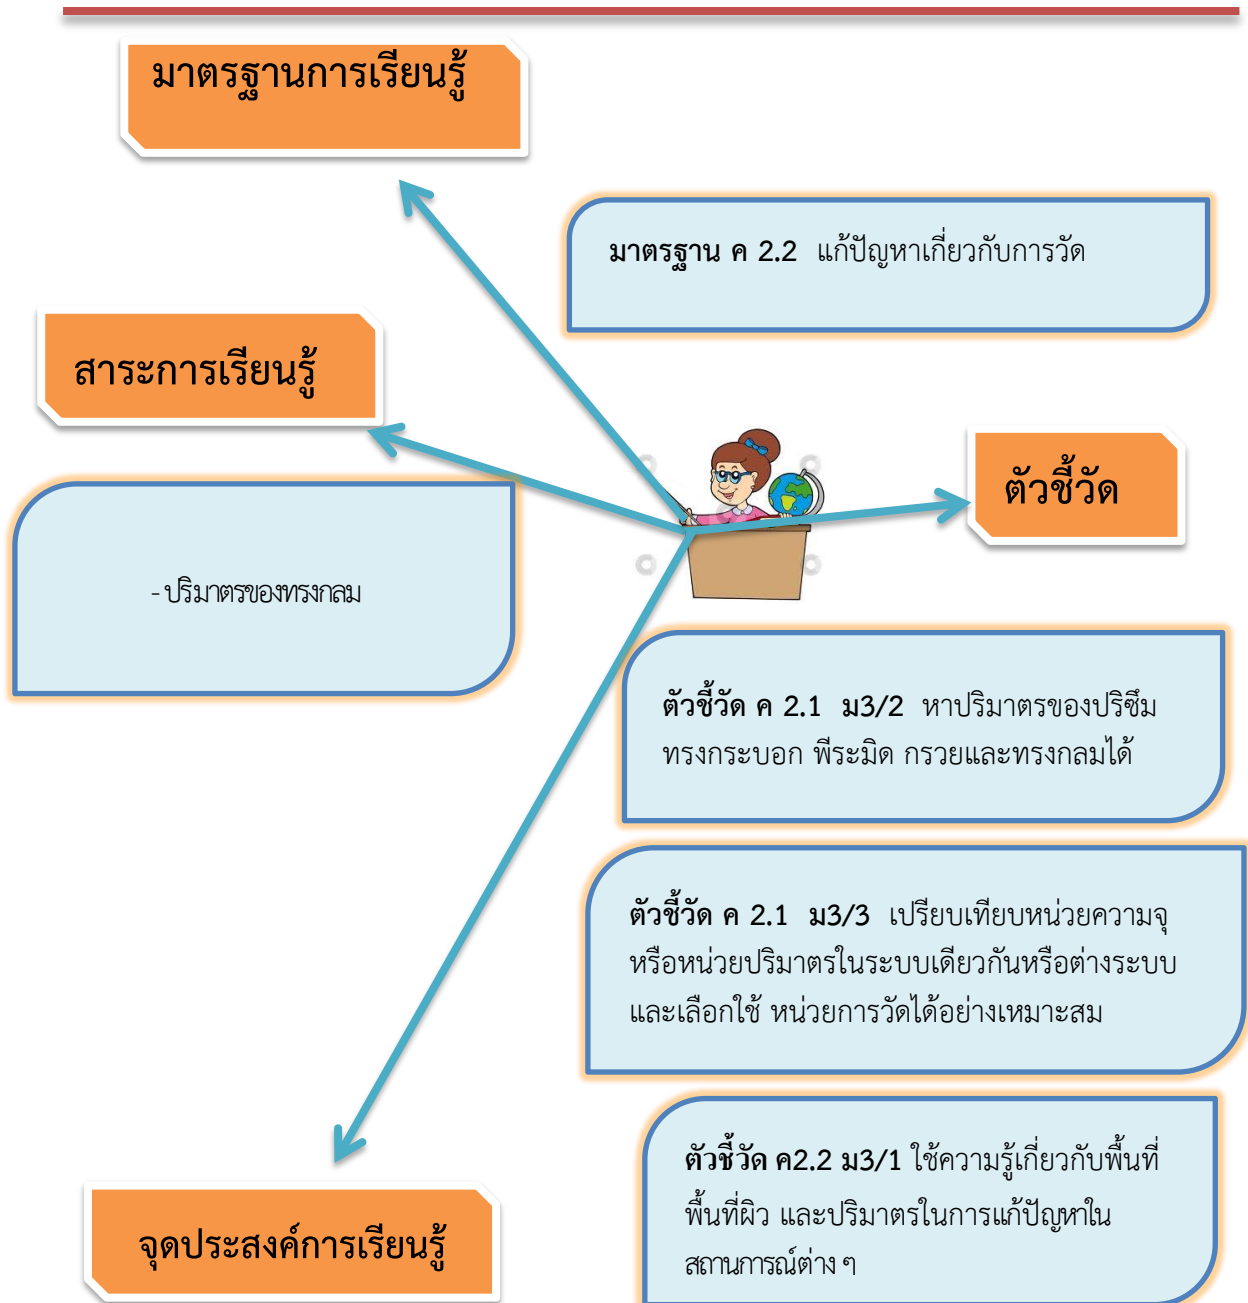 มาตรฐานการเรียนรู้
มาตรฐาน ค 2.2 แก้ปัญหาเกี่ยวกับการวัด
สาระการเรียนรู้
- ปริมาตรของทรงกลม
ตัวชี้วัด
ตัวชี้วัด ค 2.1 ม3/2 หาปริมาตรของปริซึม
ทรงกระบอก พีระมิด กรวยและทรงกลมได้
ตัวชี้วัด ค 2.1 ม3/3 เปรียบเทียบหน่วยความจุ
หรือหน่วยปริมาตรในระบบเดียวกันหรือต่างระบบ
และเลือกใช้ หน่วยการวัดได้อย่างเหมาะสม
ตัวชี้วัด ค2.2 ม3/1 ใช้ความรู้เกี่ยวกับพื้นที่
พื้นที่ผิว และปริมาตรในการแก้ปัญหาใน
สถานการณ์ต่าง ๆ
จุดประสงค์การเรียนรู้